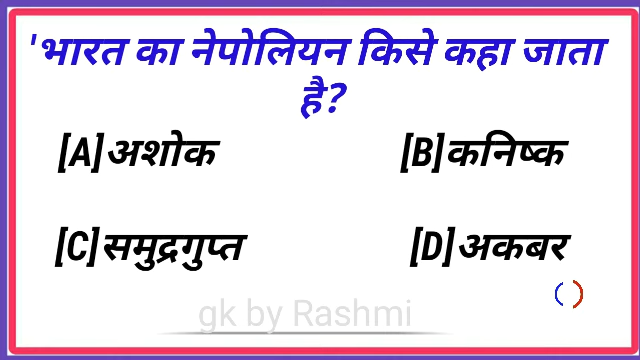 'भारत का नेपोलियन किसे कहा जाता
है?
[A]अशोक [B]कनिष्क
[C]समुद्रगुप्त [D]अकबर
gk by Rashmi